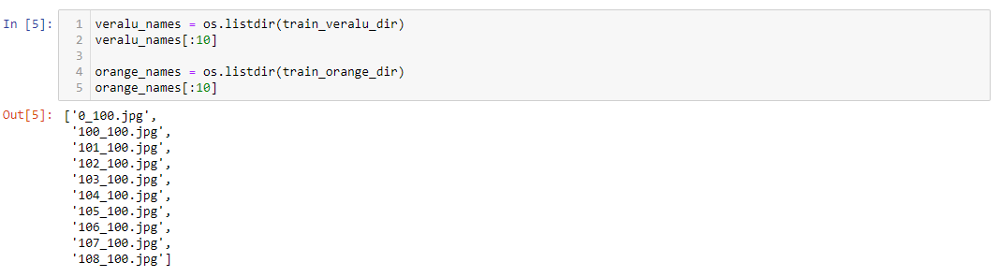 In [5]:
1 veralu_names = os.listdir(train_veralu_dir)
2 veralu_names[:10]
3
4 orange_names = os.listdir(train_orange_dir)
5 orange_names[:10]
Out[5]: ['0_100.jpg',
'100_100.jpg',
'101_100.jpg',
'102_100.jpg',
'103_100.jpg',
'104_100.jpg',
'105_100.jpg',
'106_100.jpg',
'107_100.jpg',
'108_100.jpg']